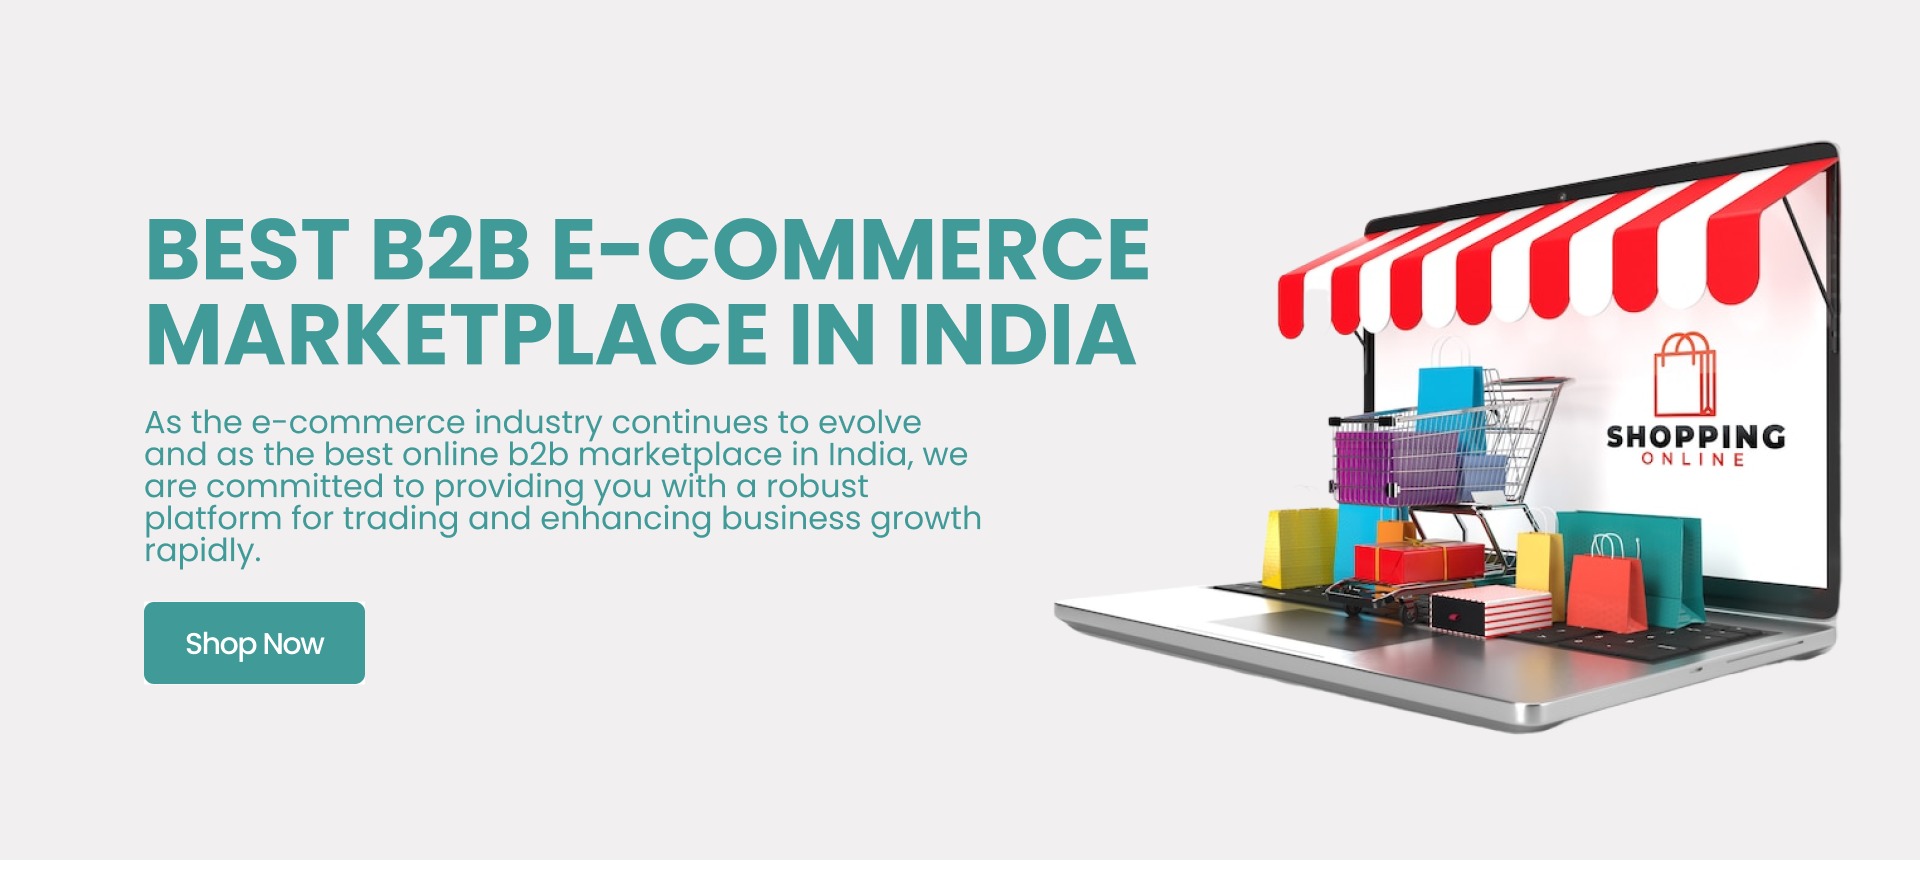 BEST B2B E-COMMERCE
MARKETPLACE IN INDIA
As the e-commerce industry continues to evolve
and as the best online b2b marketplace in India, we
are committed to providing you with a robust
platform for trading and enhancing business growth
rapidly.
Shop Now
SHOPPING
ONLINE